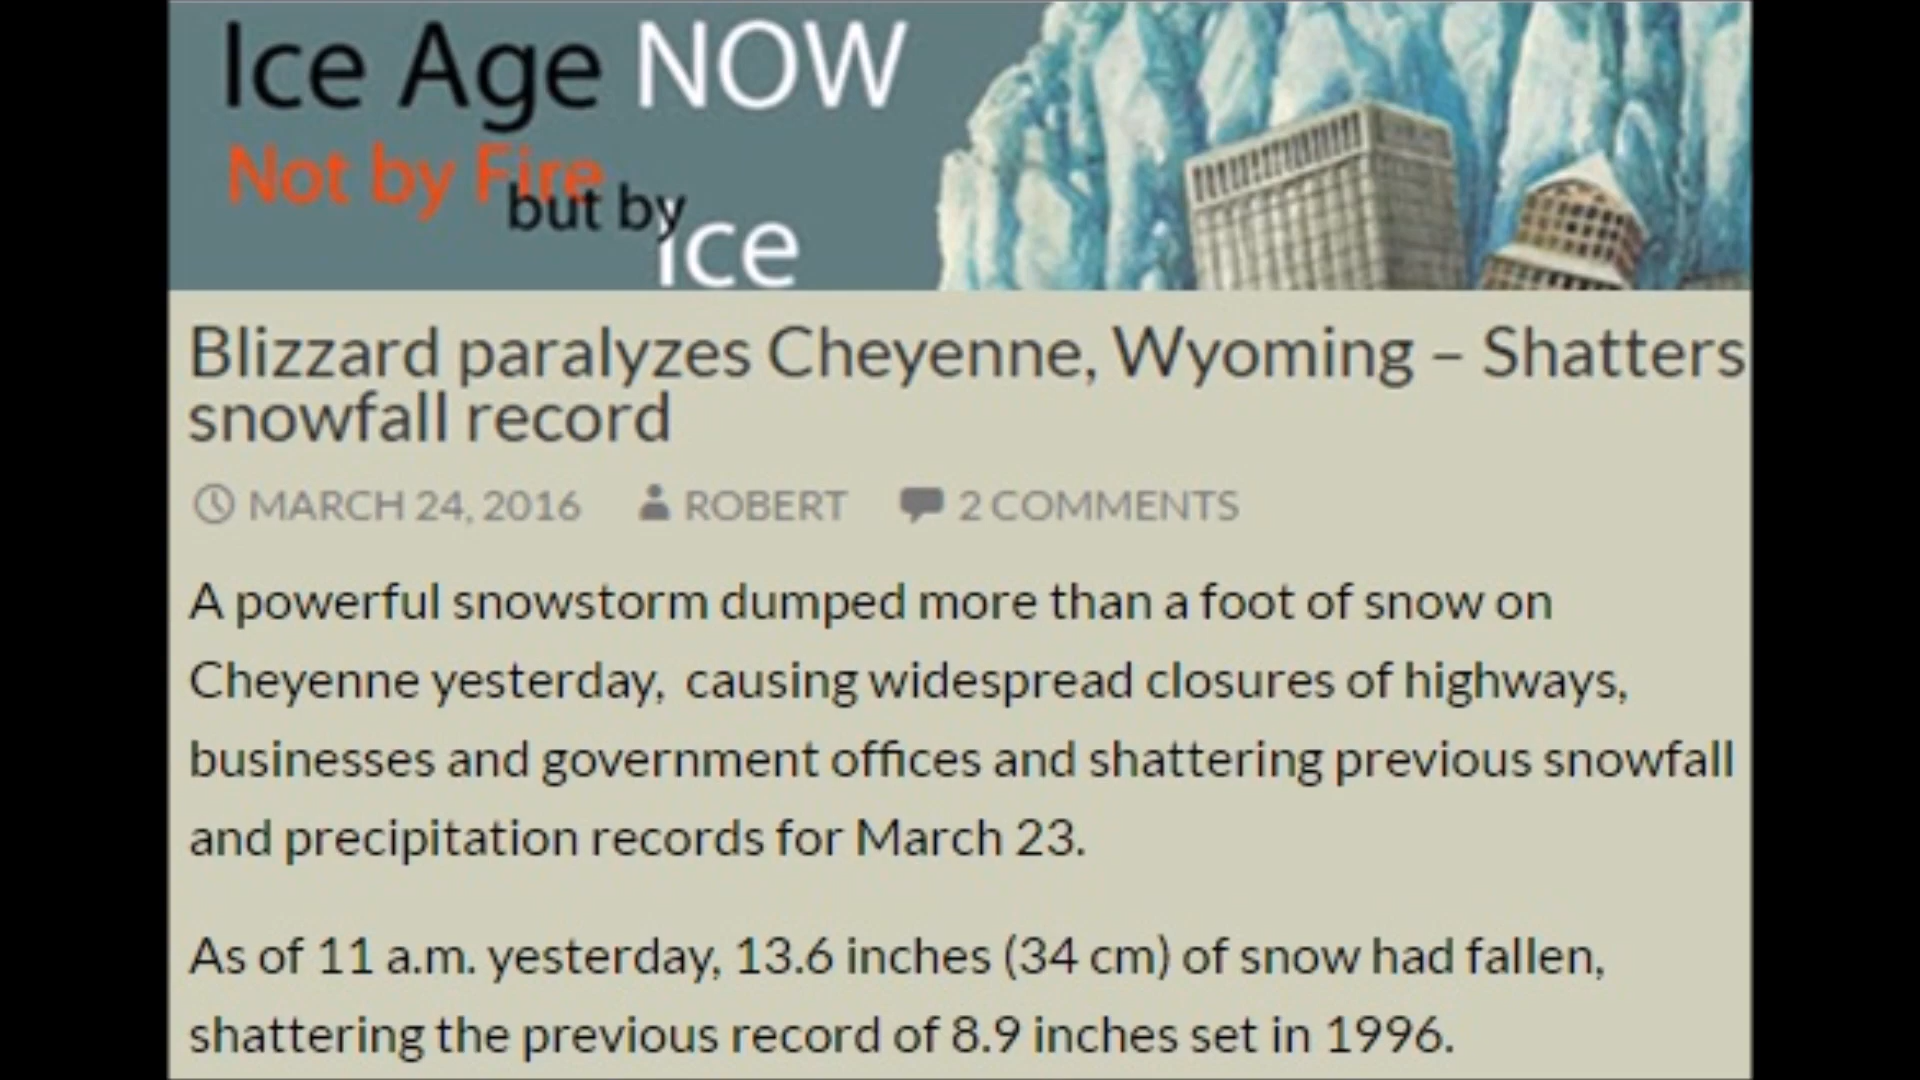 Ice Age NOW
Not by Fire
but by
ice
Blizzard paralyzes Cheyenne, Wyoming – Shatters
snowfall record
MARCH 24, 2016 ROBERT 2 COMMENTS
A powerful snowstorm dumped more than a foot of snow on
Cheyenne yesterday, causing widespread closures of highways,
businesses and government offices and shattering previous snowfall
and precipitation records for March 23.
As of 11 a.m. yesterday, 13.6 inches (34 cm) of snow had fallen,
shattering the previous record of 8.9 inches set in 1996.